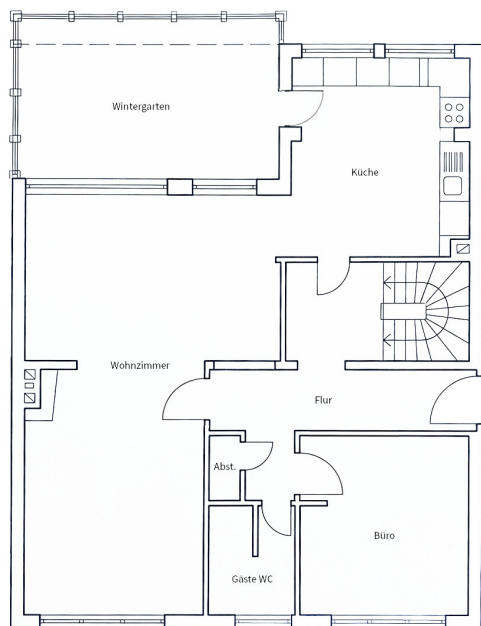 Wintergarten
Küche
Wohnzimmer
Flur
Abst.
Büro
Gäste WC